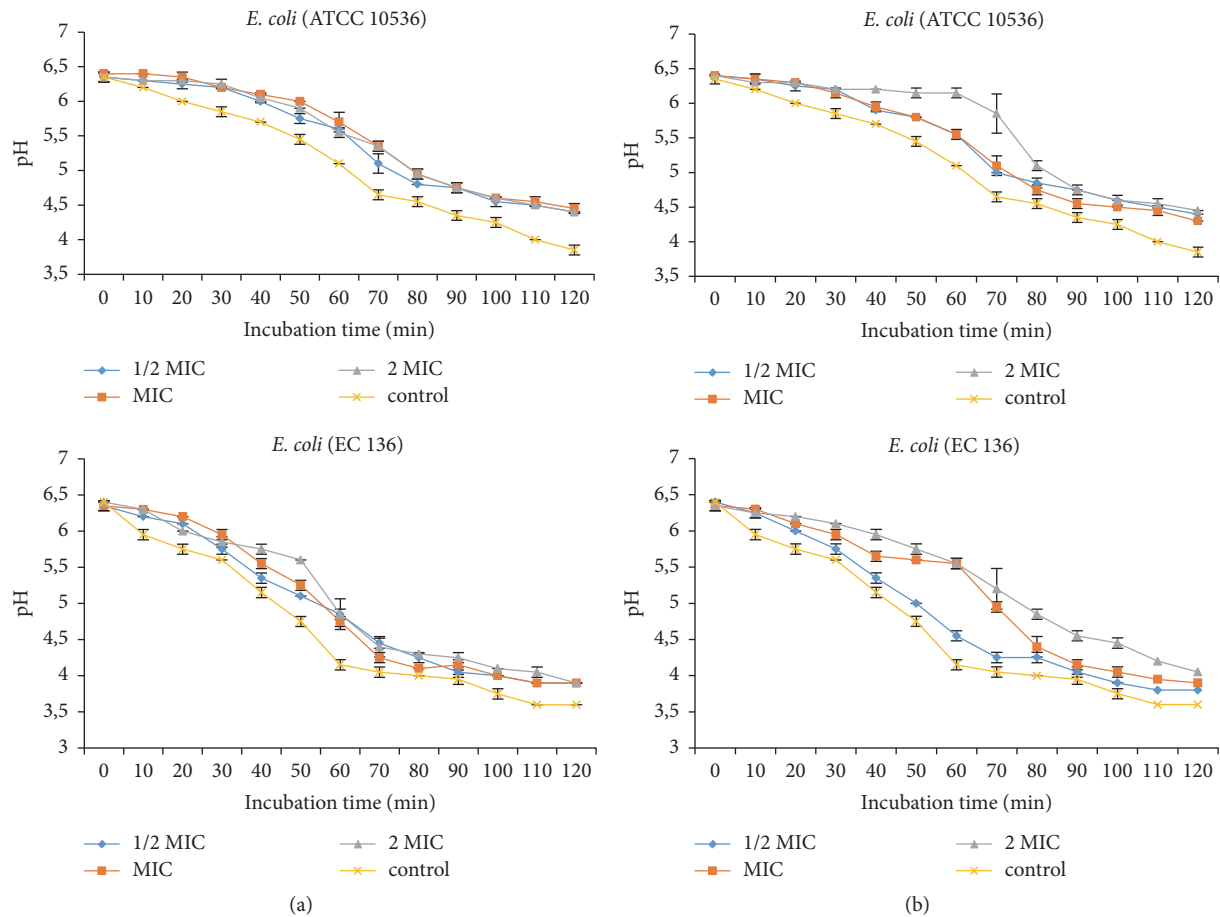 E. coli (ATCC 10536)
7
6,5
6
5,5
5
4,5
4
3,5
pH
0 10 20 30 40 50 60 70 80 90 100 110 120
Incubation time (min)
1/2 MIC 2 MIC
MIC control
E. coli (ATCC 10536)
7
6,5
6
5,5
5
4,5
4
3,5
pH
0 10 20 30 40 50 60 70 80 90 100 110 120
Incubation time (min)
1/2 MIC 2 MIC
MIC control
E. coli (EC 136)
7
6,5
6
5,5
5
4,5
4
3,5
3
pH
0 10 20 30 40 50 60 70 80 90 100 110 120
Incubation time (min)
1/2 MIC 2 MIC
MIC control
(a)
E. coli (EC 136)
7
6,5
6
5,5
5
4,5
4
3,5
3
pH
0 10 20 30 40 50 60 70 80 90 100 110 120
Incubation time (min)
1/2 MIC 2 MIC
MIC control
(b)